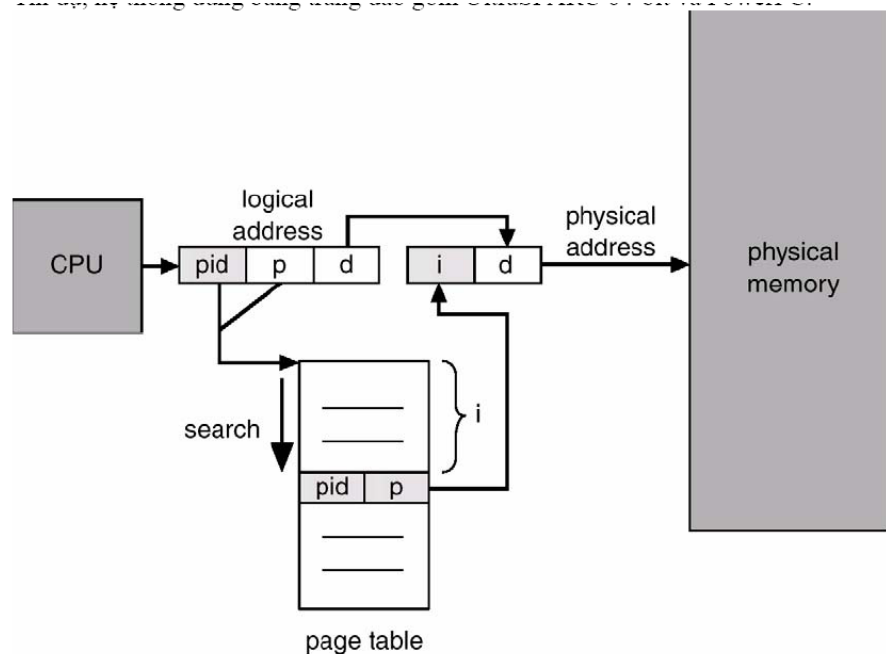 logical
address
physical
address
CPU
pid p d
i d
physical
memory
search
i
pid p
page table